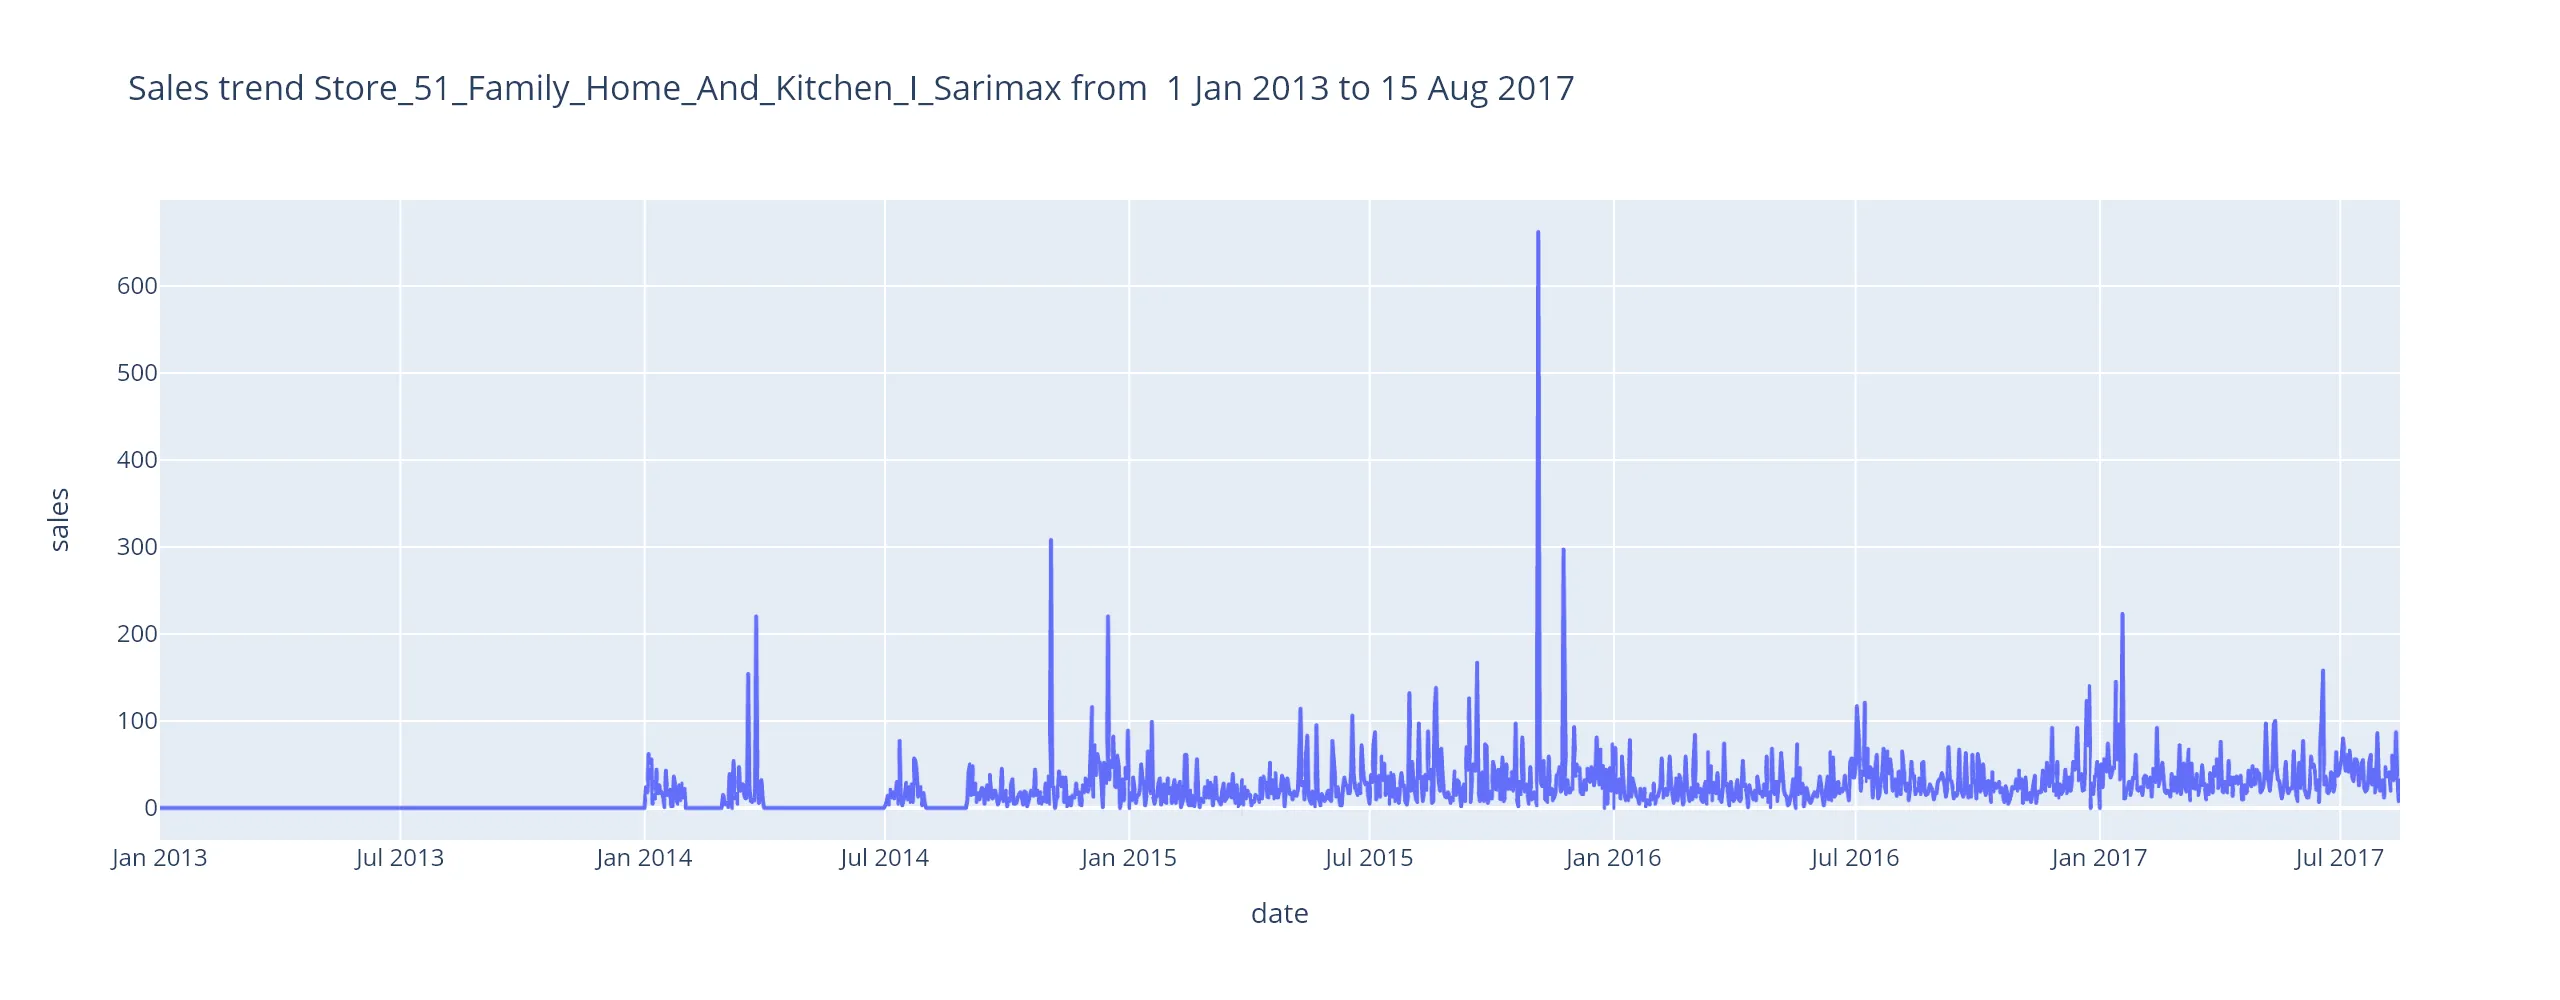 Sales trend Store_51_Family_Home_And_Kitchen_I_Sarimax from  1 Jan 2013 to 15 Aug 2017
600
500
400
300
200
100
0
sales
Jan 2013 Jul 2013 Jan 2014 Jul 2014 Jan 2015 Jul 2015 Jan 2016 Jul 2016 Jan 2017 Jul 2017
date